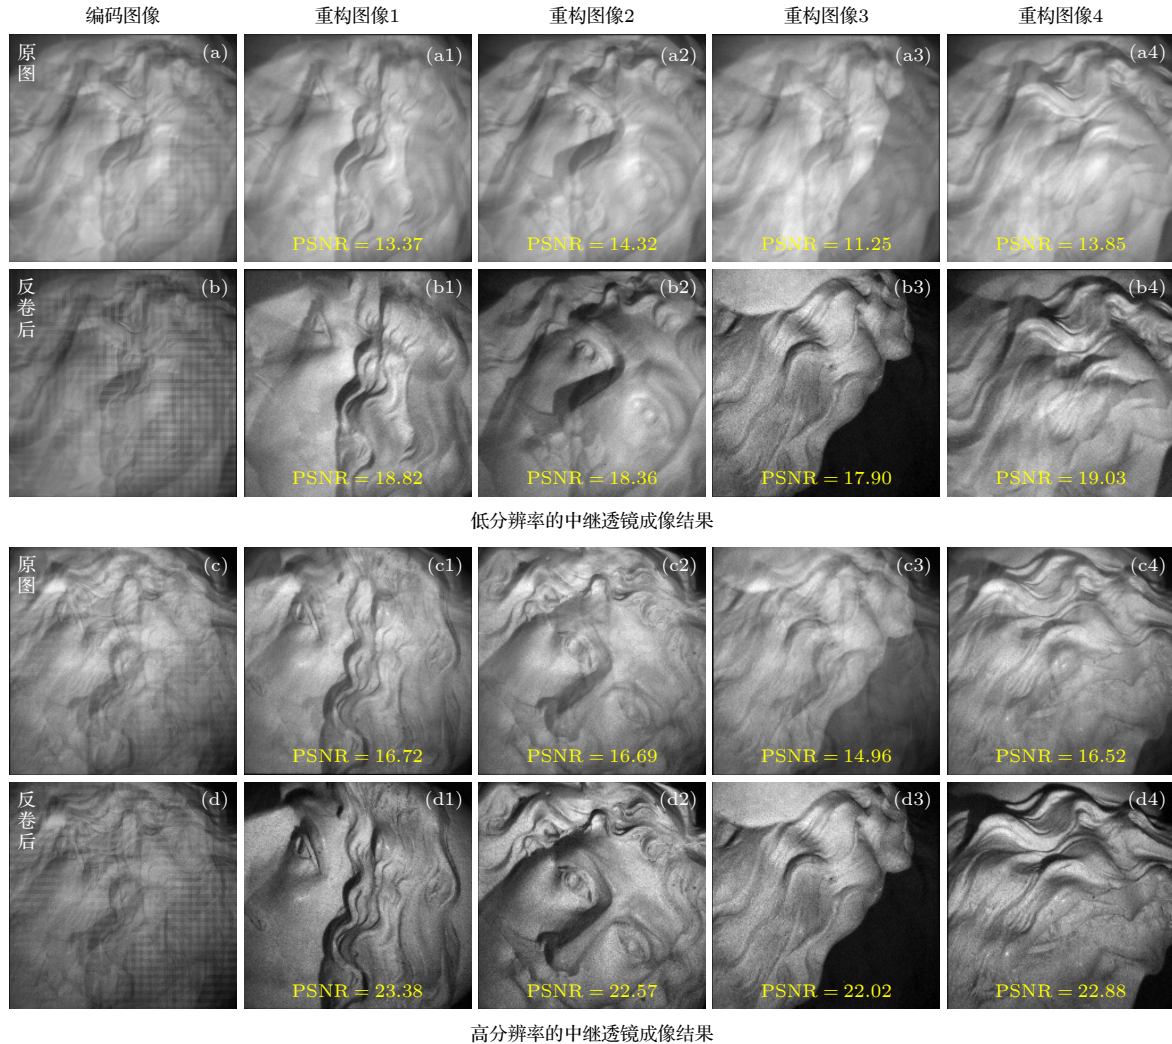 编码图像 重构图像1 重构图像2 重构图像3 重构图像4
原图 (a) (a1) (a2) (a3) (a4)
PSNR = 13.37 PSNR = 14.32 PSNR = 11.25 PSNR = 13.85
反卷后 (b) (b1) (b2) (b3) (b4)
PSNR = 18.82 PSNR = 18.36 PSNR = 17.90 PSNR = 19.03
低分辨率的中继透镜成像结果
原图 (c) (c1) (c2) (c3) (c4)
PSNR = 16.72 PSNR = 16.69 PSNR = 14.96 PSNR = 16.52
反卷后 (d) (d1) (d2) (d3) (d4)
PSNR = 23.38 PSNR = 22.57 PSNR = 22.02 PSNR = 22.88
高分辨率的中继透镜成像结果